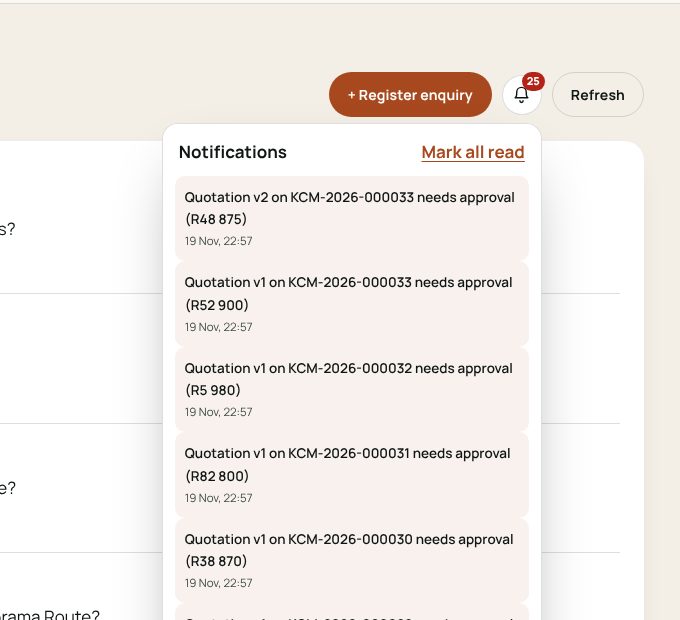 + Register enquiry
25
Refresh
Notifications
Mark all read
Quotation v2 on KCM-2026-000033 needs approval
(R48 875)
19 Nov, 22:57
s?
Quotation v1 on KCM-2026-000033 needs approval
(R52 900)
19 Nov, 22:57
Quotation v1 on KCM-2026-000032 needs approval
(R5 980)
19 Nov, 22:57
Quotation v1 on KCM-2026-000031 needs approval
(R82 800)
19 Nov, 22:57
e?
Quotation v1 on KCM-2026-000030 needs approval
(R38 870)
19 Nov, 22:57
rama Route?